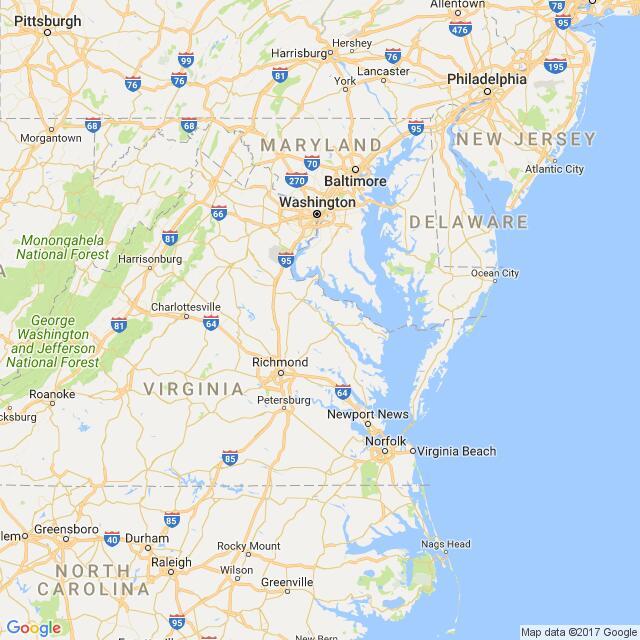 Allentown
78
95
Pittsburgh
476
Hershey
Harrisburg
99
76
195
76
76
81
Lancaster
York
Philadelphia
68
68
95
Morgantown
MARYLAND
NEW JERSEY
70
Atlantic City
270
Baltimore
Washington
66
DELAWARE
81
Monongahela
National Forest
Harrisonburg
95
Ocean City
A
Charlottesville
George
Washington
and Jefferson
National Forest
81
64
Richmond
VIRGINIA
64
Roanoke
Petersburg
cksburg
Newport News
Norfolk
Virginia Beach
85
85
lem
Greensboro
40
Durham
Nags Head
Rocky Mount
Raleigh
NORTH
CAROLINA
Wilson
Greenville
95
Google
New Bern
Map data ©2017 Google